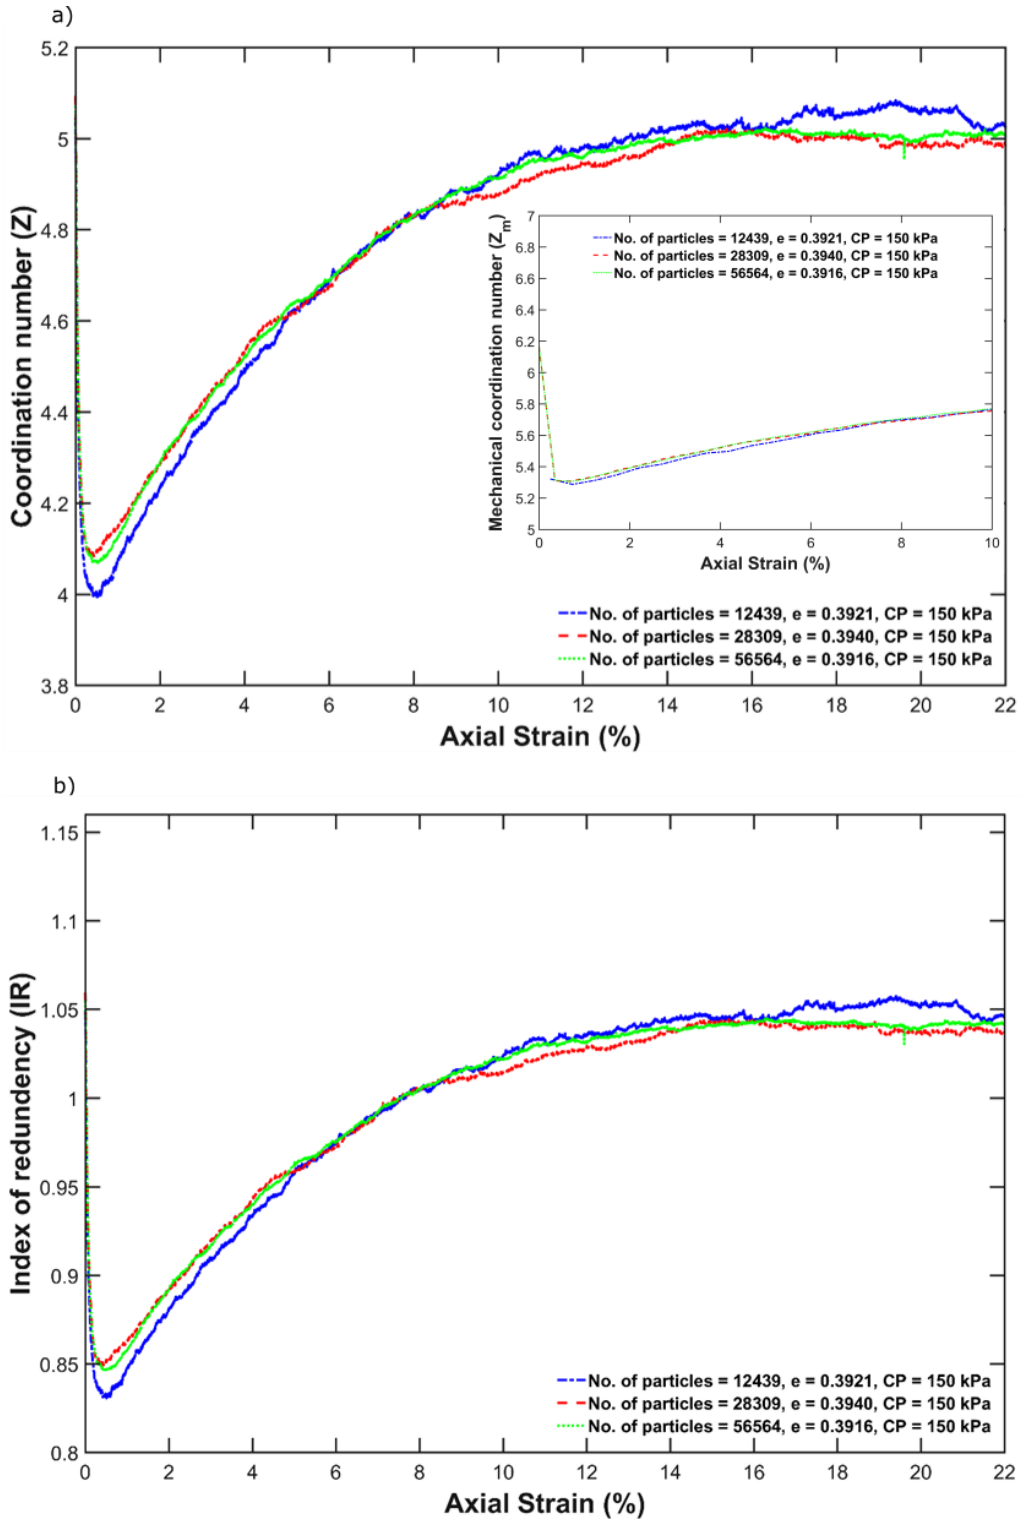 a)
5.2
5
4.8
4.6
4.4
4.2
4
3.8
Coordination number (Z)
0 2 4 6 8 10 12 14 16 18 20 22
Axial Strain (%)
7
6.8
6.6
6.4
6.2
6
5.8
5.6
5.4
5.2
5
Mechanical coordination number (Zm)
No. of particles = 12439, e = 0.3921, CP = 150 kPa
No. of particles = 28309, e = 0.3940, CP = 150 kPa
No. of particles = 56564, e = 0.3916, CP = 150 kPa
0 2 4 6 8 10
Axial Strain (%)
No. of particles = 12439, e = 0.3921, CP = 150 kPa
No. of particles = 28309, e = 0.3940, CP = 150 kPa
No. of particles = 56564, e = 0.3916, CP = 150 kPa
b)
1.15
1.1
1.05
1
0.95
0.9
0.85
0.8
Index of redundency (IR)
No. of particles = 12439, e = 0.3921, CP = 150 kPa
No. of particles = 28309, e = 0.3940, CP = 150 kPa
No. of particles = 56564, e = 0.3916, CP = 150 kPa
0 2 4 6 8 10 12 14 16 18 20 22
Axial Strain (%)